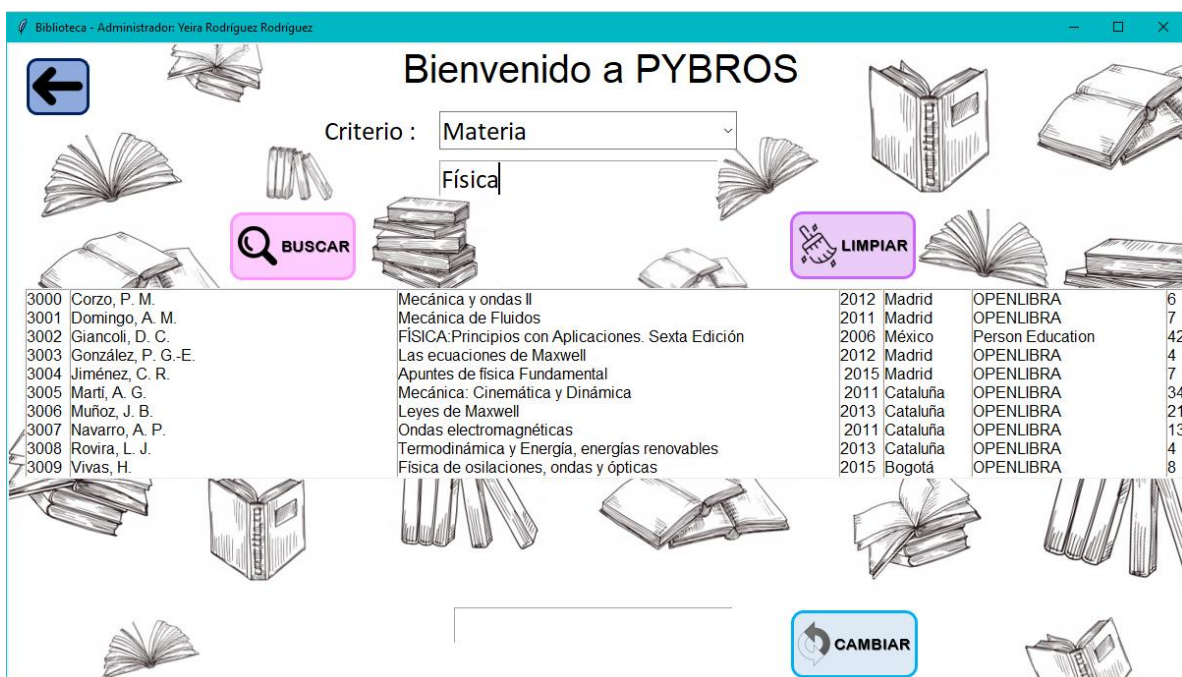 Biblioteca - Administrador: Yeira Rodríguez Rodríguez
Bienvenido a PYBROS
Criterio : Materia
Física
BUSCAR LIMPIAR
3000 Corzo, P. M. Mecánica y ondas II 2012 Madrid OPENLIBRA 6
3001 Domingo, A. M. Mecánica de Fluidos 2011 Madrid OPENLIBRA 7
3002 Giancoli, D. C. FÍSICA:Principios con Aplicaciones. Sexta Edición 2006 México Person Education 42
3003 González, P. G.-E. Las ecuaciones de Maxwell 2012 Madrid OPENLIBRA 4
3004 Jiménez, C. R. Apuntes de física Fundamental 2015 Madrid OPENLIBRA 7
3005 Martí, A. G. Mecánica: Cinemática y Dinámica 2011 Cataluña OPENLIBRA 34
3006 Muñoz, J. B. Leyes de Maxwell 2013 Cataluña OPENLIBRA 21
3007 Navarro, A. P. Ondas electromagnéticas 2011 Cataluña OPENLIBRA 13
3008 Rovira, L. J. Termodinámica y Energía, energías renovables 2013 Cataluña OPENLIBRA 4
3009 Vivas, H. Física de osilaciones, ondas y ópticas 2015 Bogotá OPENLIBRA 8
CAMBIAR